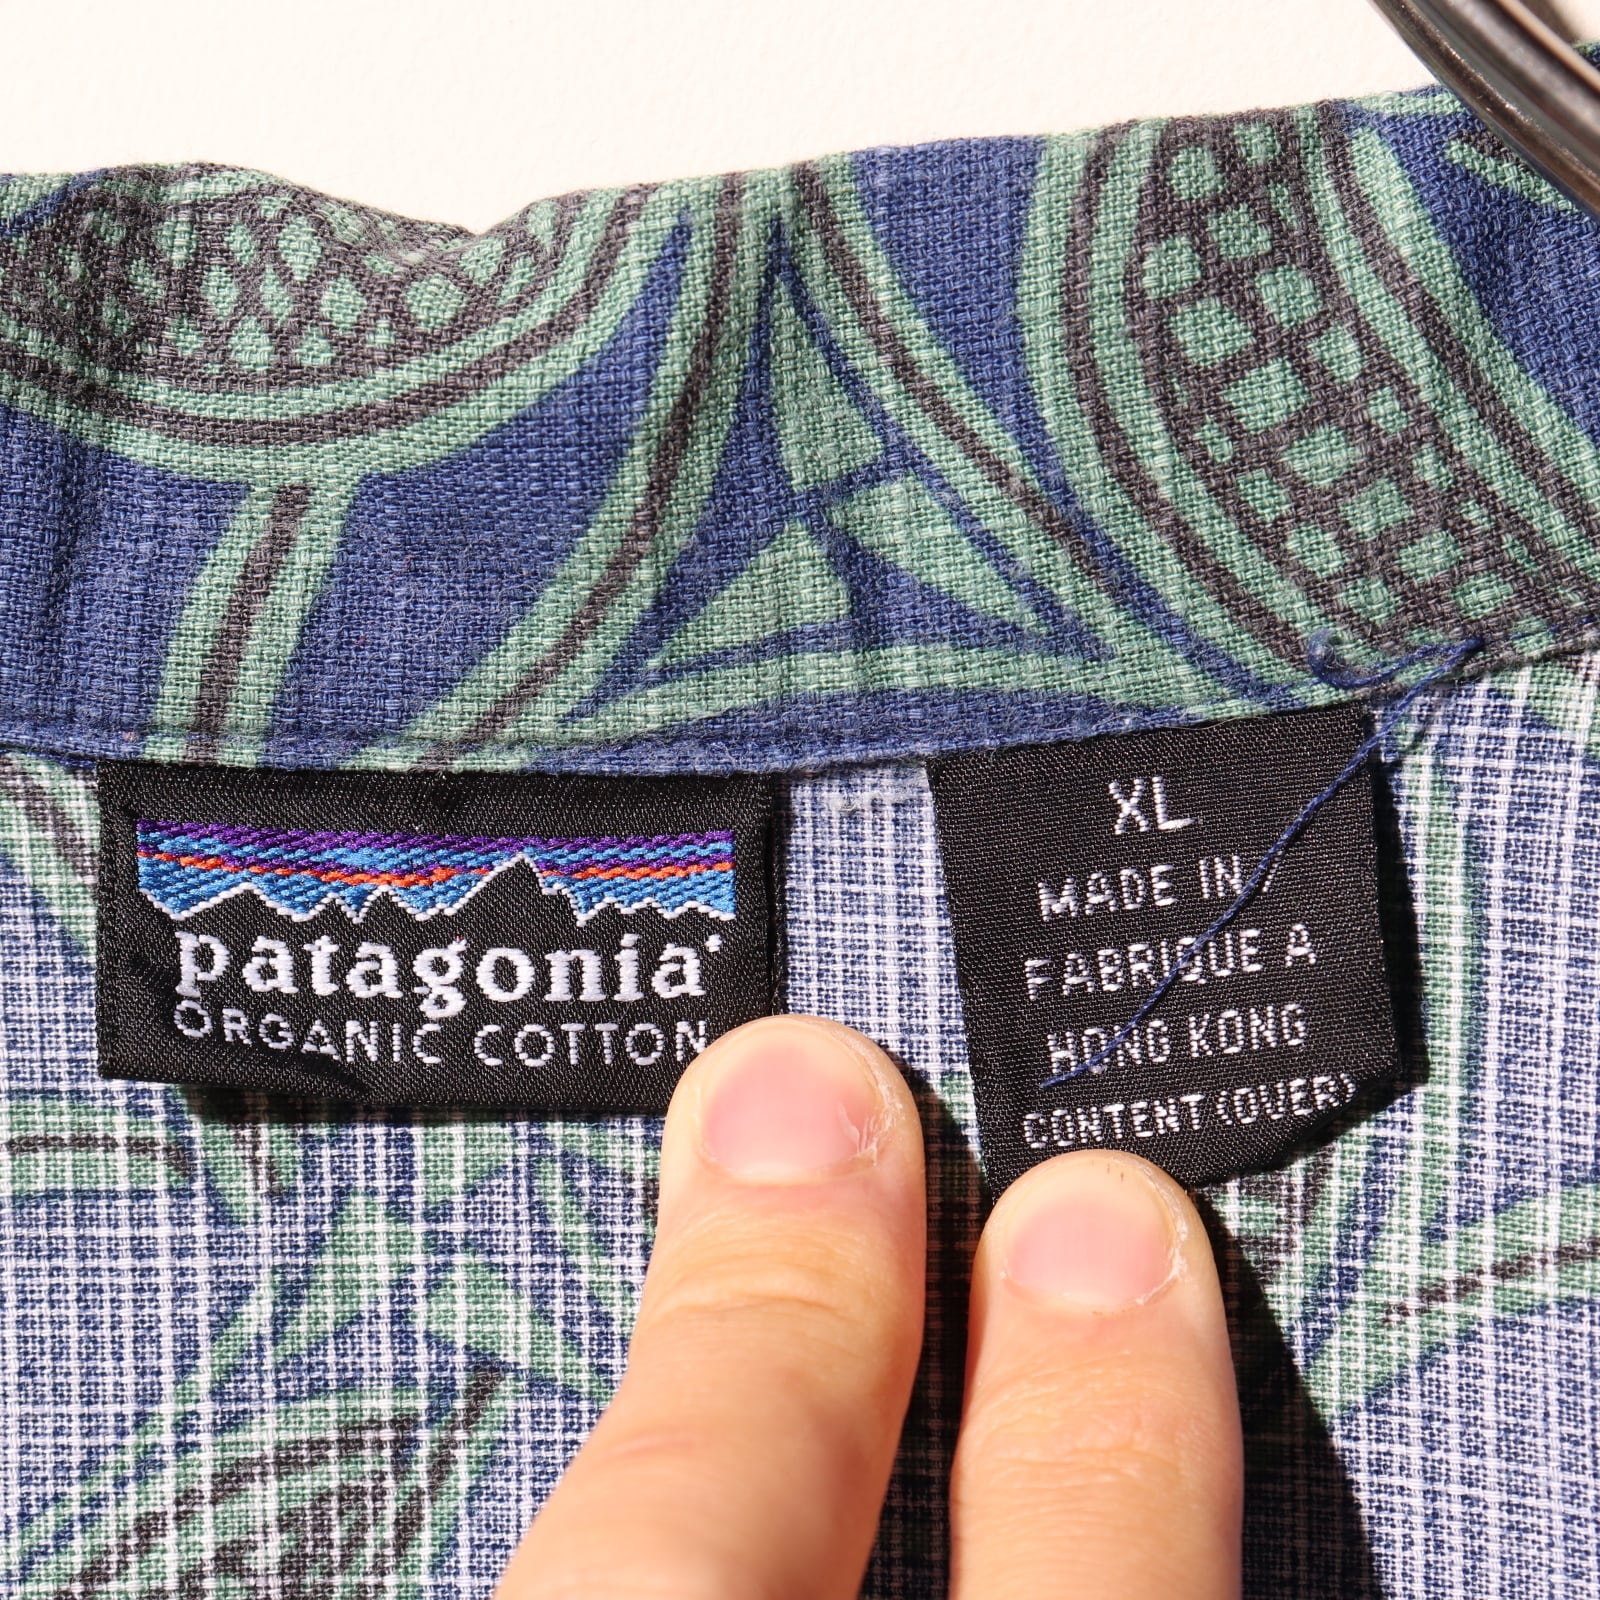 patagonia®
ORGANIC COTTON
XL
MADE IN /
FABRIQUE A
HONG KONG
CONTENT (OVER)